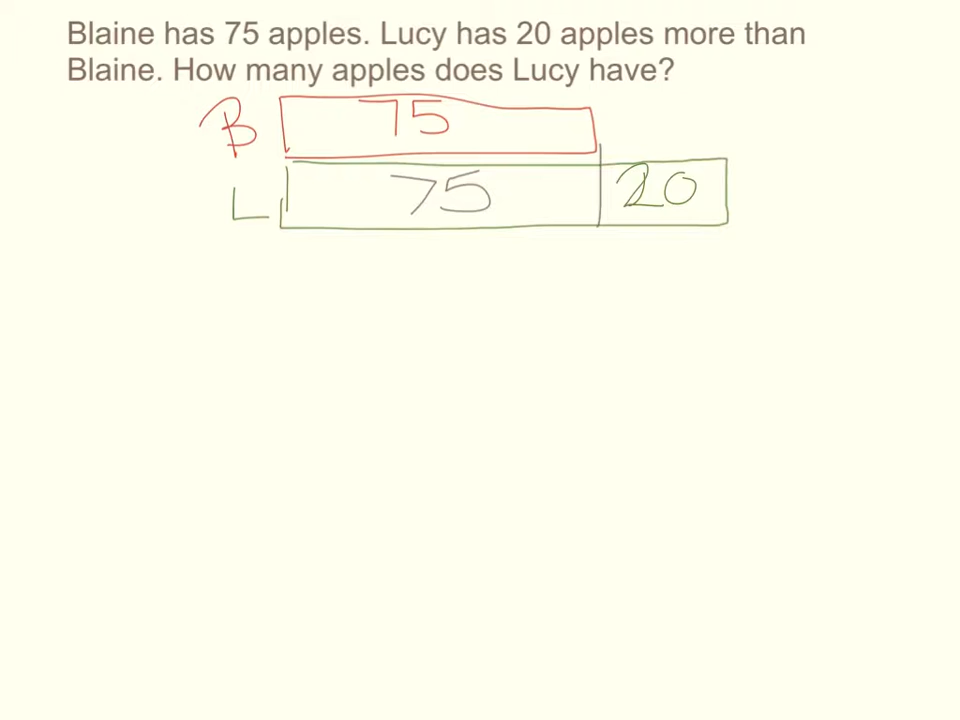 Blaine has 75 apples. Lucy has 20 apples more than
Blaine. How many apples does Lucy have?
B 75
L 75 20